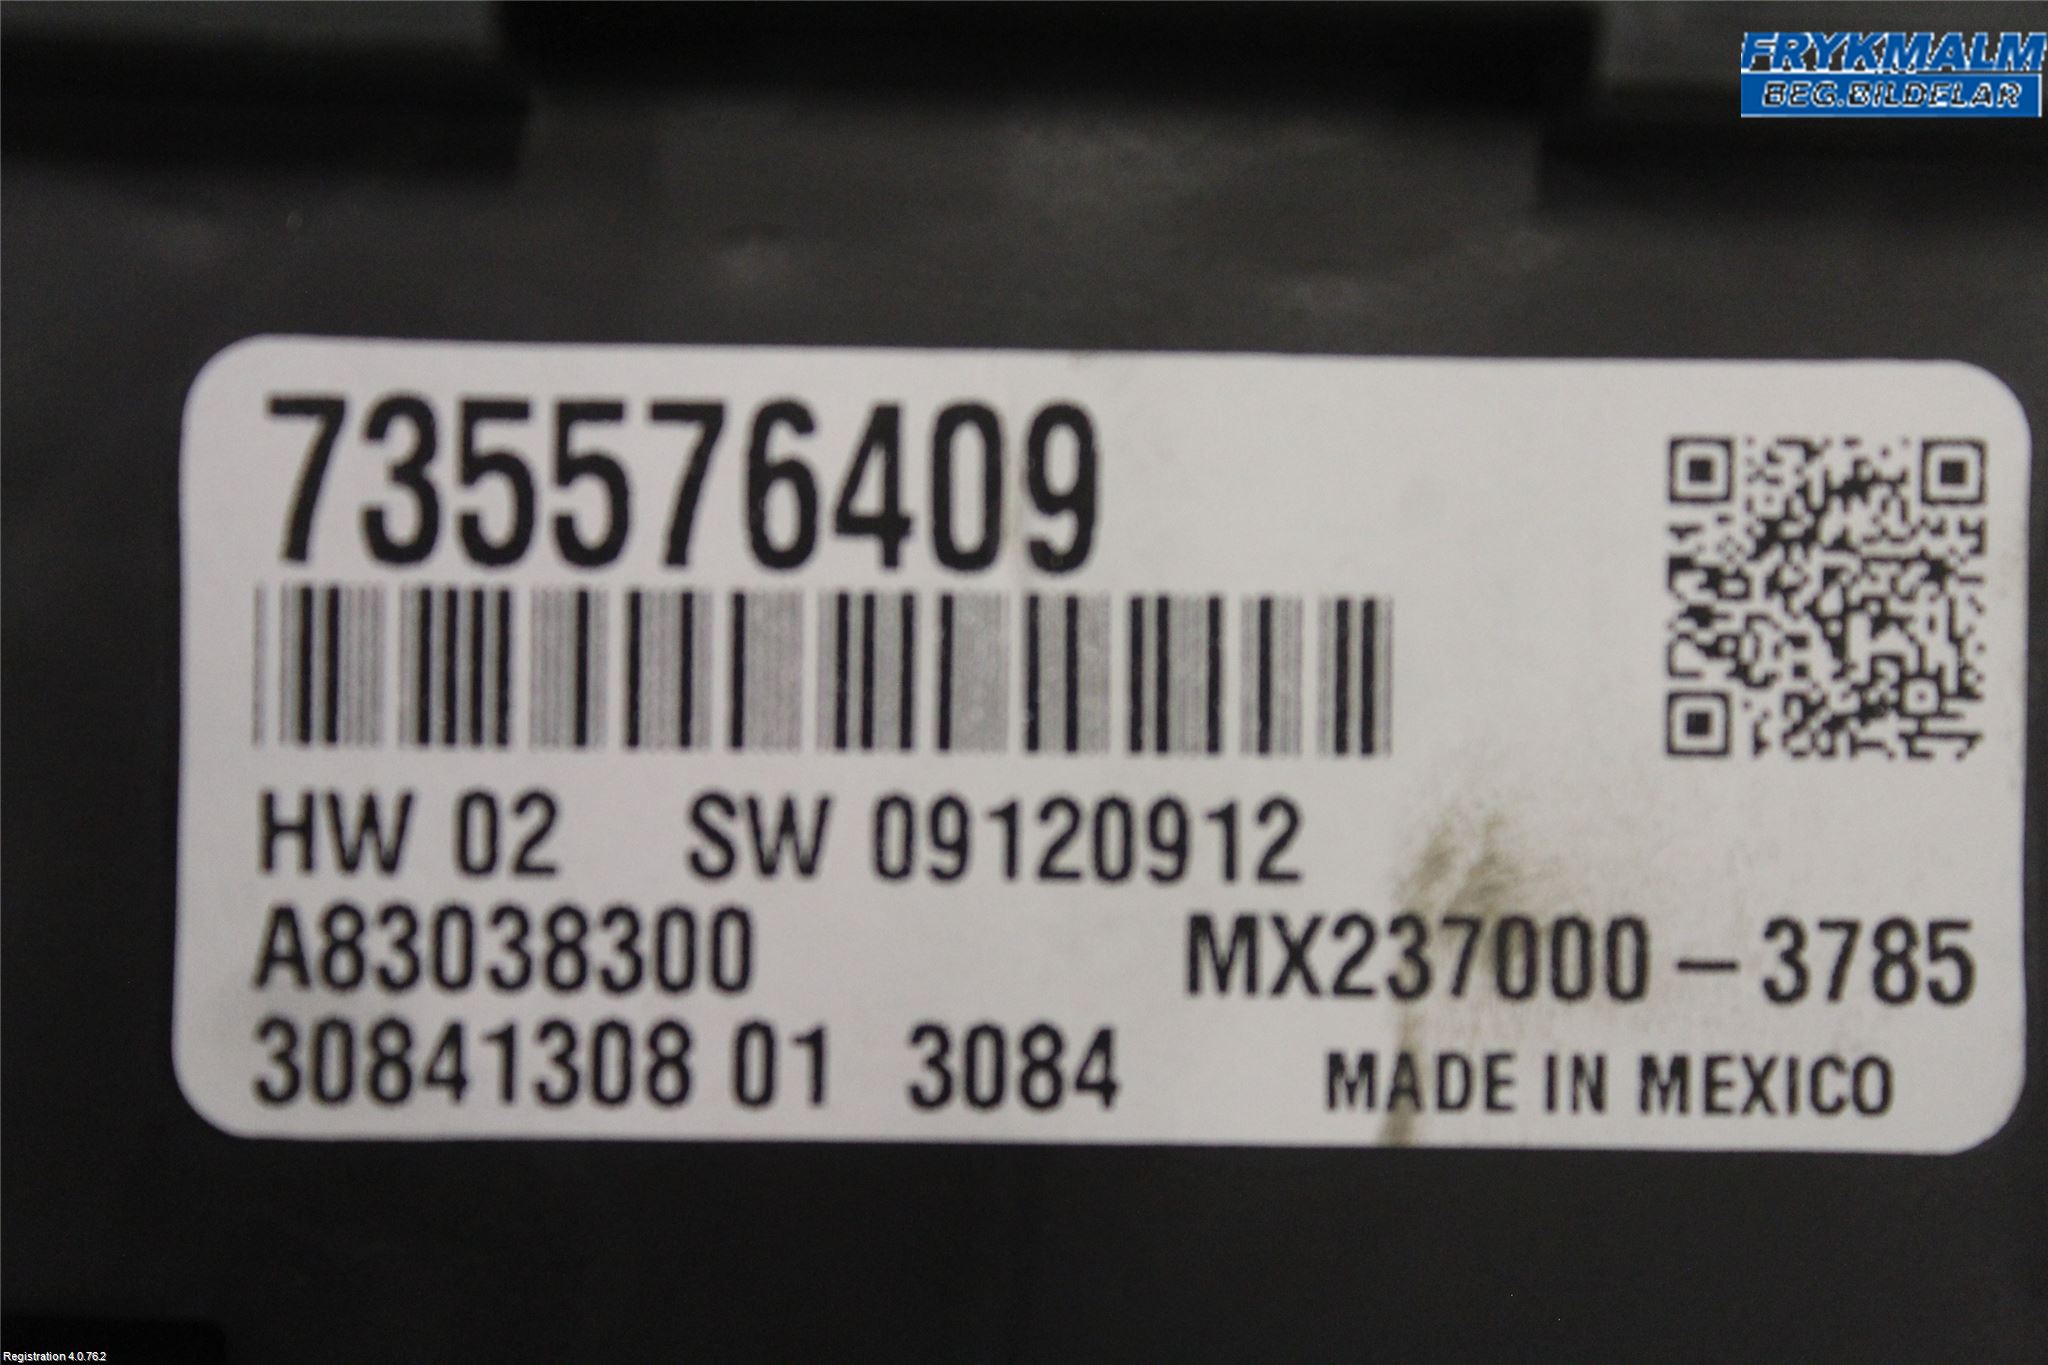 FRYKMALM
BEG.BILDELAR
735576409
HW 02 SW 09120912
A83038300 MX237000-3785
30841308 01 3084 MADE IN MEXICO
Registration 4.0.76.2